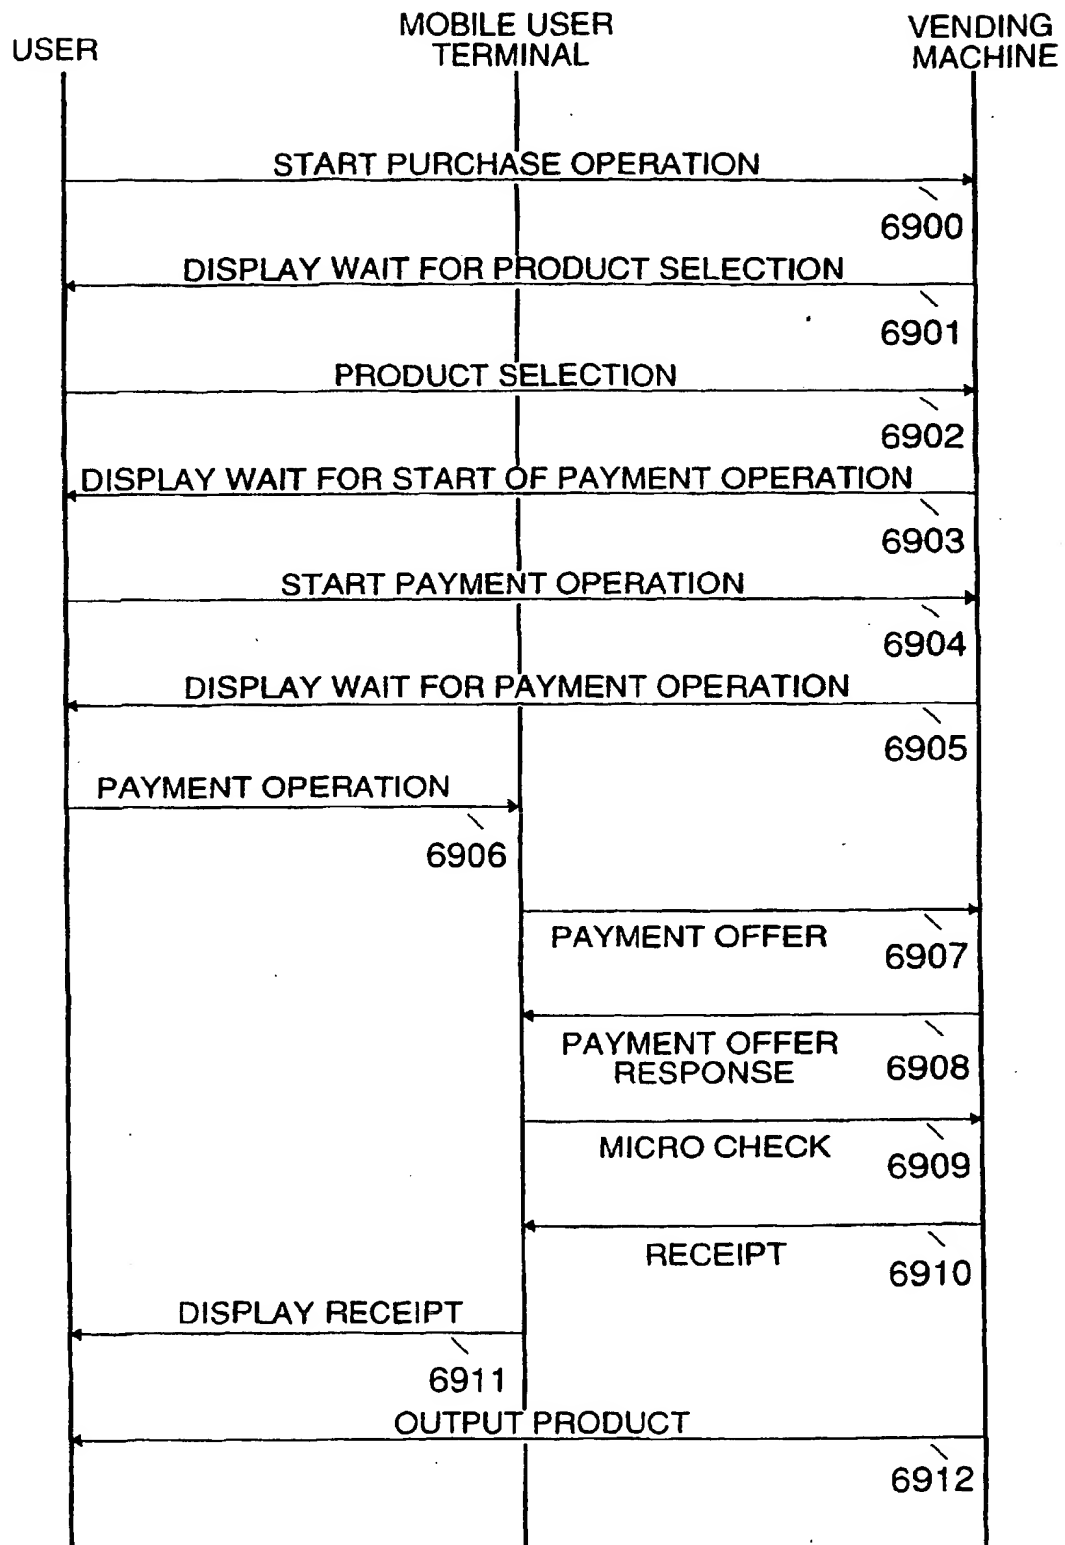 USER
MOBILE USER
TERMINAL
VENDING
MACHINE
START PURCHASE OPERATION
6900
DISPLAY WAIT FOR PRODUCT SELECTION
6901
PRODUCT SELECTION
6902
DISPLAY WAIT FOR START OF PAYMENT OPERATION
6903
START PAYMENT OPERATION
6904
DISPLAY WAIT FOR PAYMENT OPERATION
6905
PAYMENT OPERATION
6906
PAYMENT OFFER
6907
PAYMENT OFFER
RESPONSE
6908
MICRO CHECK
6909
RECEIPT
6910
DISPLAY RECEIPT
6911
OUTPUT PRODUCT
6912